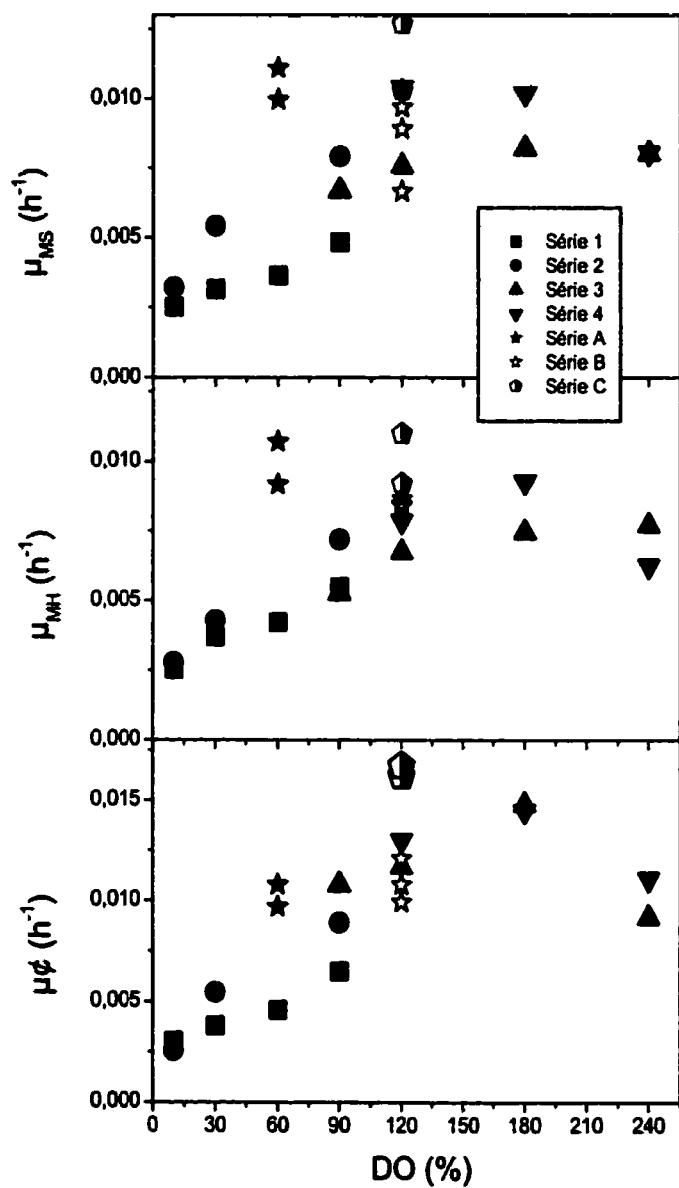 0,010
0,005
0,000
μMS (h⁻¹)
Série 1
Série 2
Série 3
Série 4
Série A
Série B
Série C
0,010
0,005
0,000
μMH (h⁻¹)
0,015
0,010
0,005
0,000
μ¢ (h⁻¹)
0 30 60 90 120 150 180 210 240
DO (%)